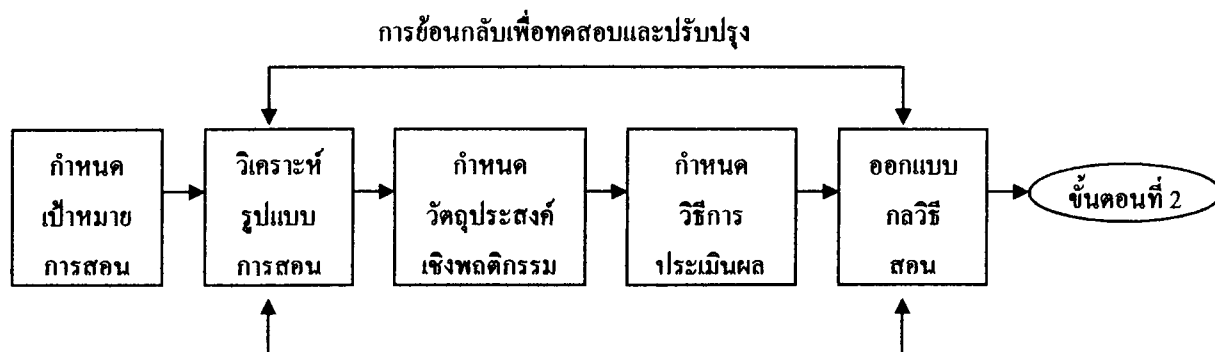 การย้อนกลับเพื่อทดสอบและปรับปรุง
กำหนด
เป้าหมาย
การสอน
วิเคราะห์
รูปแบบ
การสอน
กำหนด
วัตถุประสงค์
เชิงพฤติกรรม
กำหนด
วิธีการ
ประเมินผล
ออกแบบ
กลวิธี
สอน
ขั้นตอนที่ 2